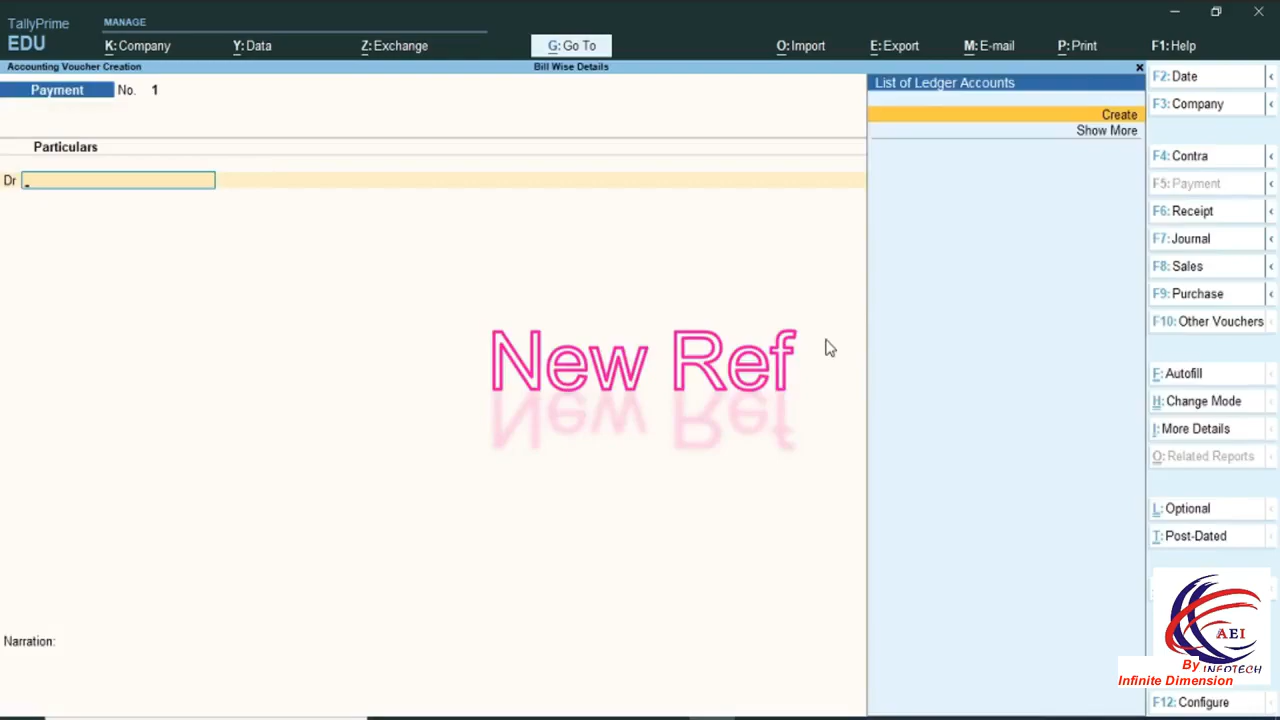 TallyPrime
EDU
MANAGE
K: Company
Y: Data
Z: Exchange
G: Go To
O: Import
E: Export
M: E-mail
P: Print
F1: Help
Accounting Voucher Creation
Bill Wise Details
Payment
No. 1
Particulars
Dr
New Ref
Narration:
List of Ledger Accounts
Create
Show More
F2: Date
F3: Company
F4: Contra
F5: Payment
F6: Receipt
F7: Journal
F8: Sales
F9: Purchase
F10: Other Vouchers
E: Autofill
H: Change Mode
I: More Details
O: Related Reports
L: Optional
T: Post-Dated
AEI
INFOTECH
By
Infinite Dimension
F12: Configure